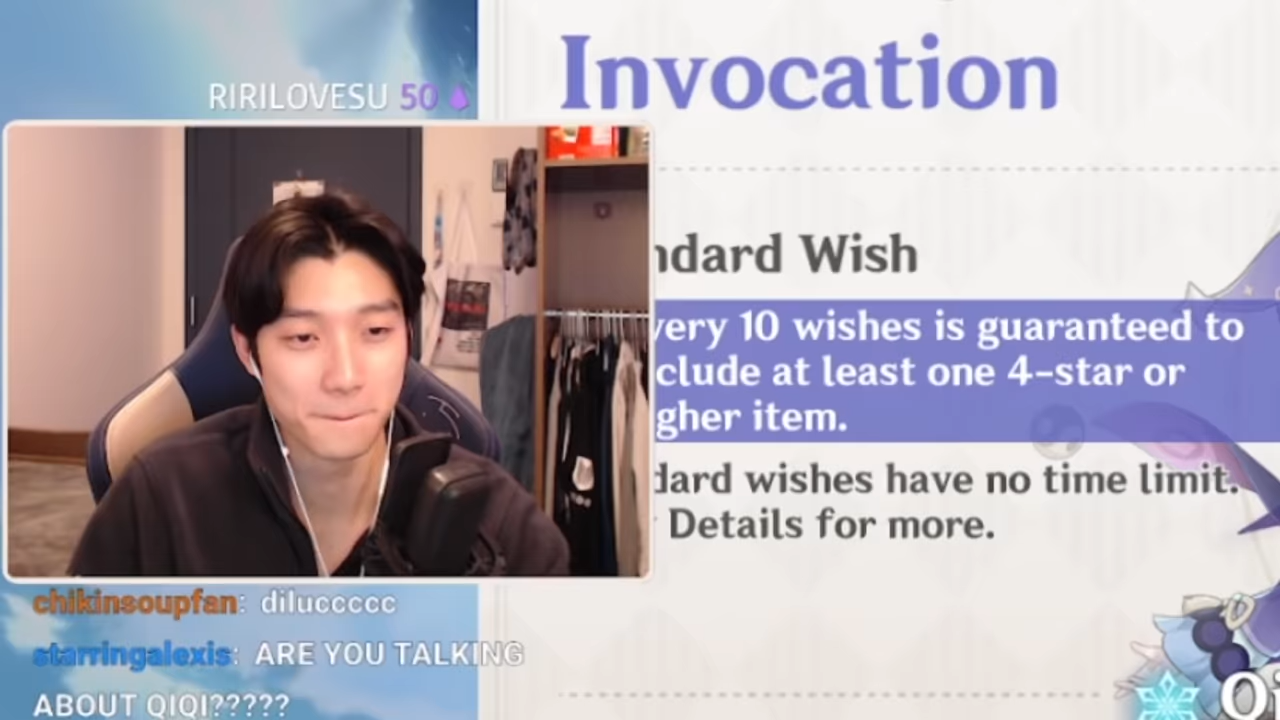 Invocation
RIRILOVESU 50
ndard Wish
very 10 wishes is guaranteed to
clude at least one 4-star or
gher item.
dard wishes have no time limit.
Details for more.
chikinsoupfan: diluccccc
starringalexis: ARE YOU TALKING
ABOUT QIQI?????
Qi